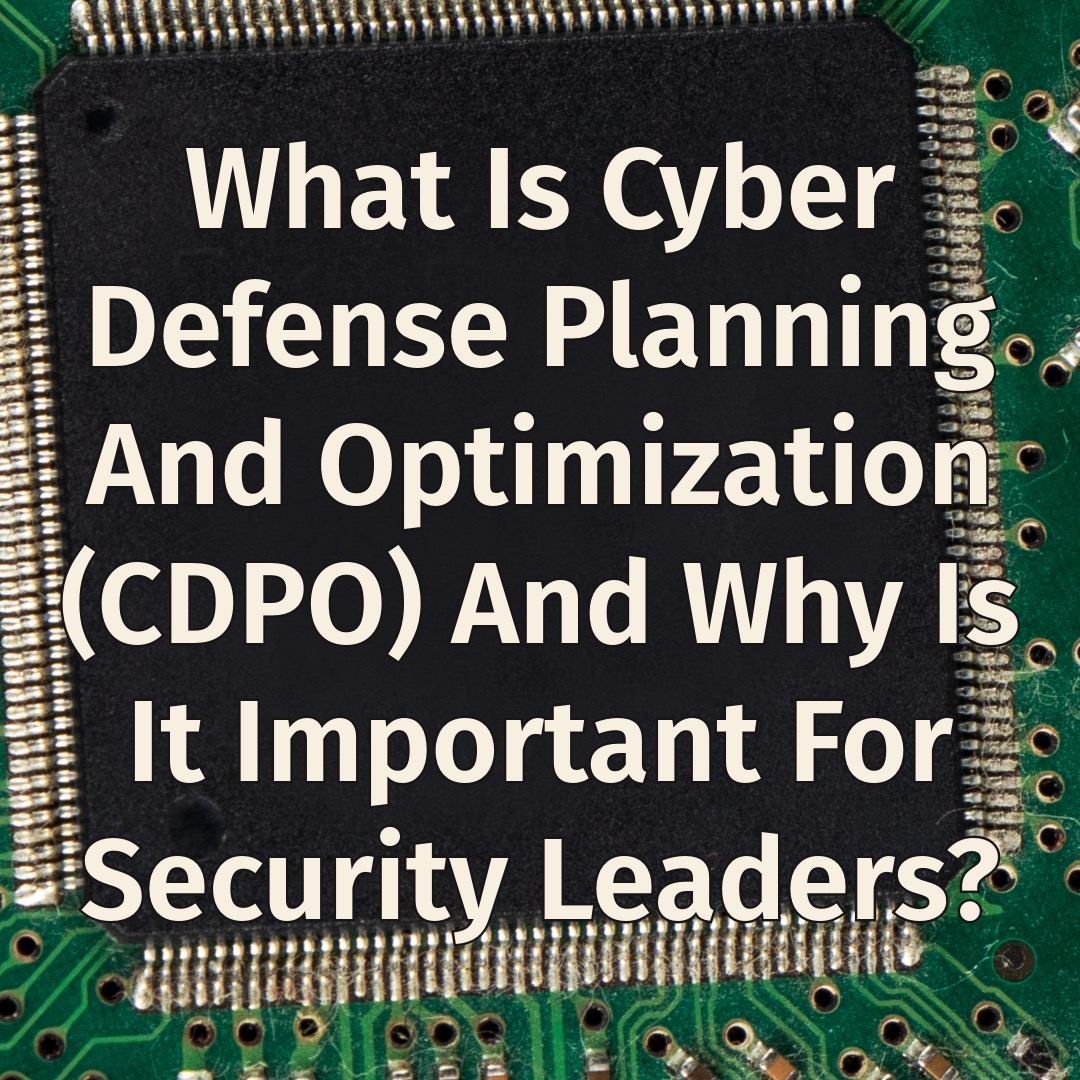 What Is Cyber
Defense Planning
And Optimization
(CDPO) And Why Is
It Important For
Security Leaders?